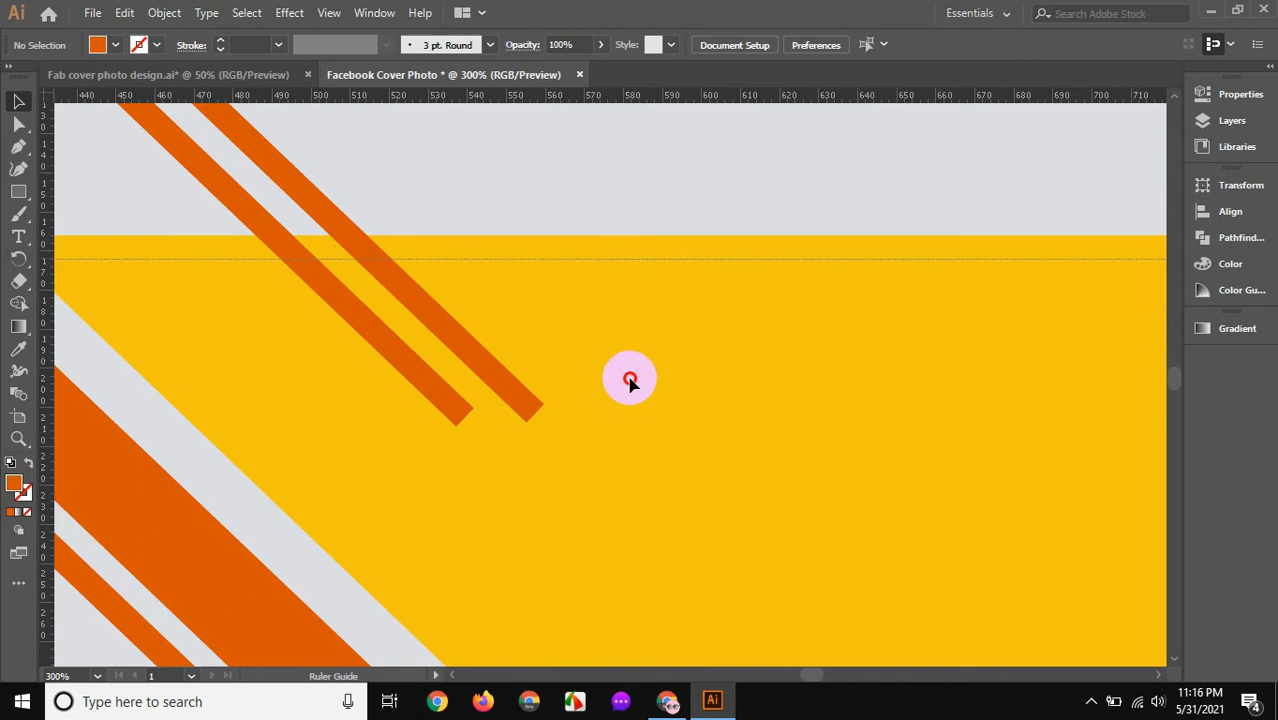 Ai File Edit Object Type Select Effect View Window Help Essentials Search Adobe Stock
No Selection Stroke: 3 pt. Round Opacity: 100% Style: Document Setup Preferences
Fab cover photo design.ai* @ 50% (RGB/Preview) × Facebook Cover Photo * @ 300% (RGB/Preview) ×
440 450 460 470 480 490 500 510 520 530 540 550 560 570 580 590 600 610 620 630 640 650 660 670 680 690 700 710
Properties
Layers
Libraries
Transform
Align
Pathfind...
Color
Color Gu...
Gradient
300% 1 Ruler Guide
Type here to search
Ai
11:16 PM
5/31/2021
4